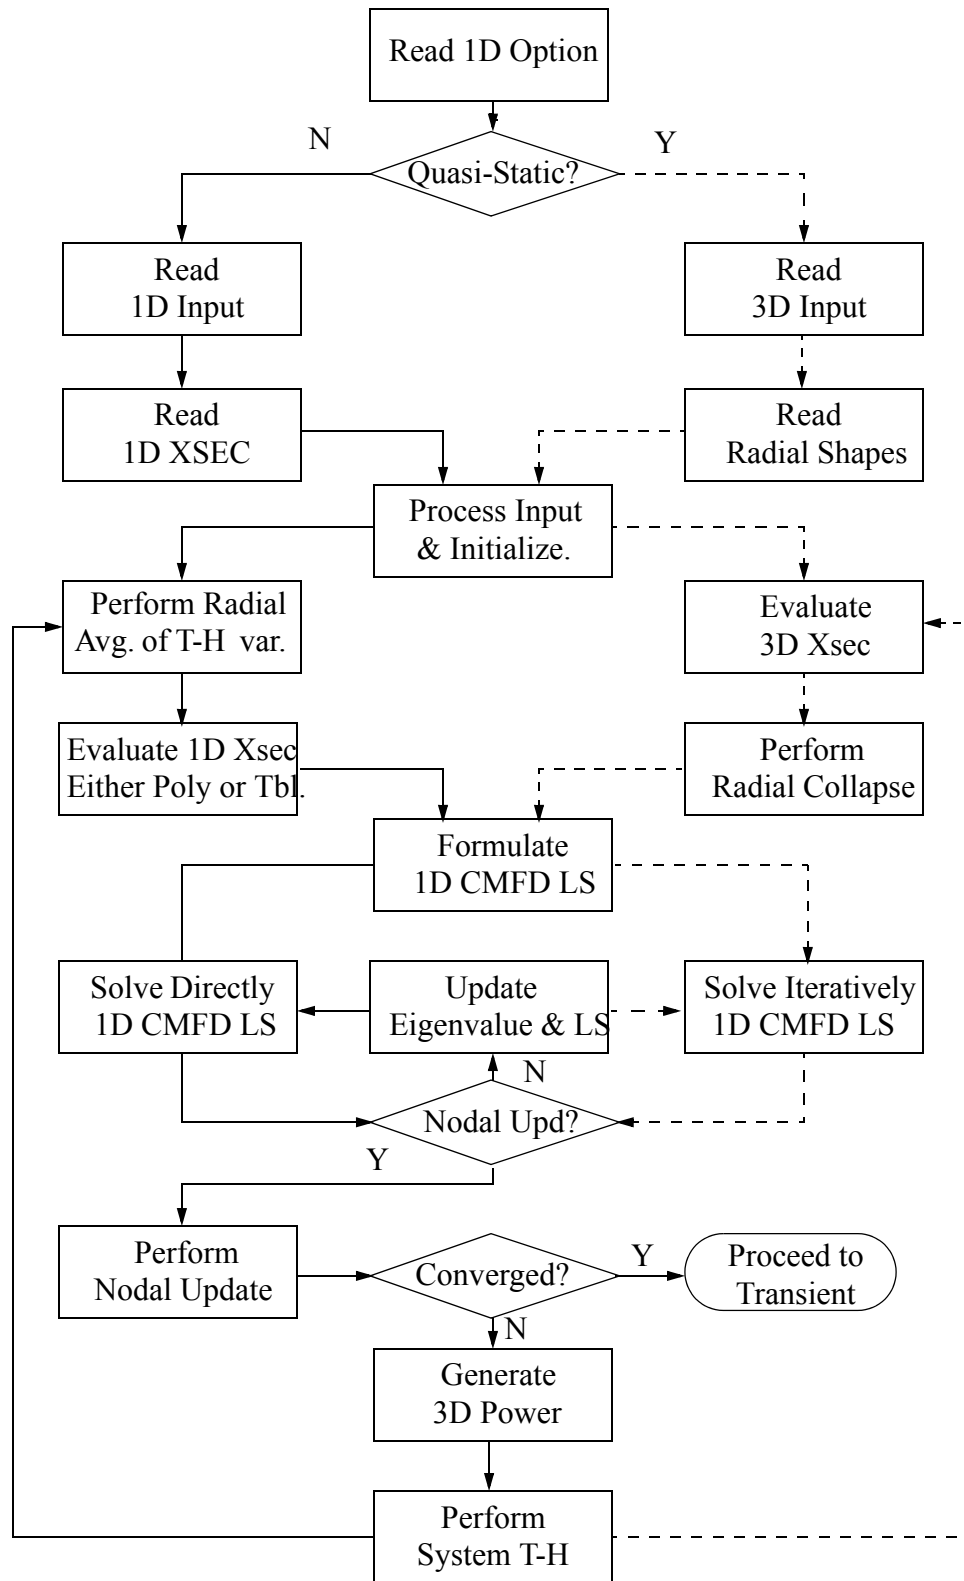 Read 1D Option
N
Y
Quasi-Static?
Read
1D Input
Read
3D Input
Read
1D XSEC
Read
Radial Shapes
Process Input
& Initialize.
Perform Radial
Avg. of T-H var.
Evaluate
3D Xsec
Evaluate 1D Xsec
Either Poly or Tbl.
Perform
Radial Collapse
Formulate
1D CMFD LS
Solve Directly
1D CMFD LS
Update
Eigenvalue & LS
Solve Iteratively
1D CMFD LS
N
Nodal Upd?
Y
Perform
Nodal Update
Converged?
Y
Proceed to
Transient
N
Generate
3D Power
Perform
System T-H